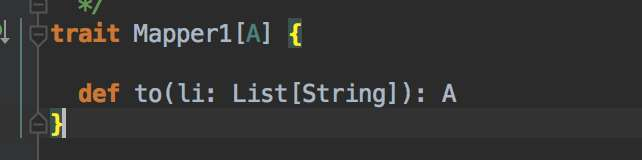 */
trait Mapper1[A] {
def to(li: List[String]): A
}